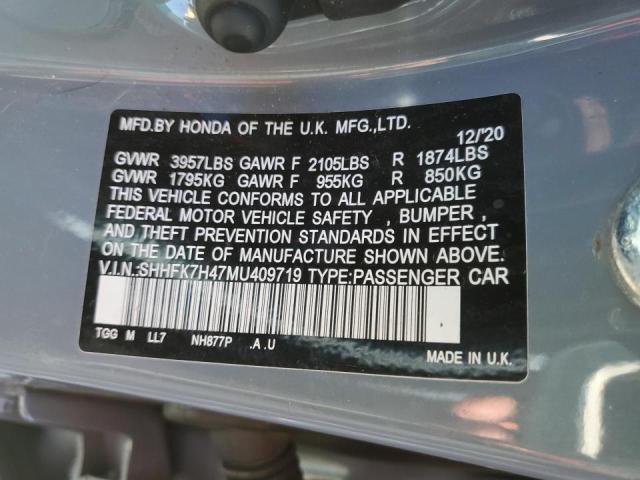 MFD.BY HONDA OF THE U.K. MFG.,LTD. 12/'20
GVWR 3957LBS GAWR F 2105LBS R 1874LBS
GVWR 1795KG GAWR F 955KG R 850KG
THIS VEHICLE CONFORMS TO ALL APPLICABLE
FEDERAL MOTOR VEHICLE SAFETY , BUMPER ,
AND THEFT PREVENTION STANDARDS IN EFFECT
ON THE DATE OF MANUFACTURE SHOWN ABOVE.
V.I.N.:SHHFK7H47MU409719 TYPE:PASSENGER CAR
TGG M LL7 NH877P .A .U
MADE IN U.K.